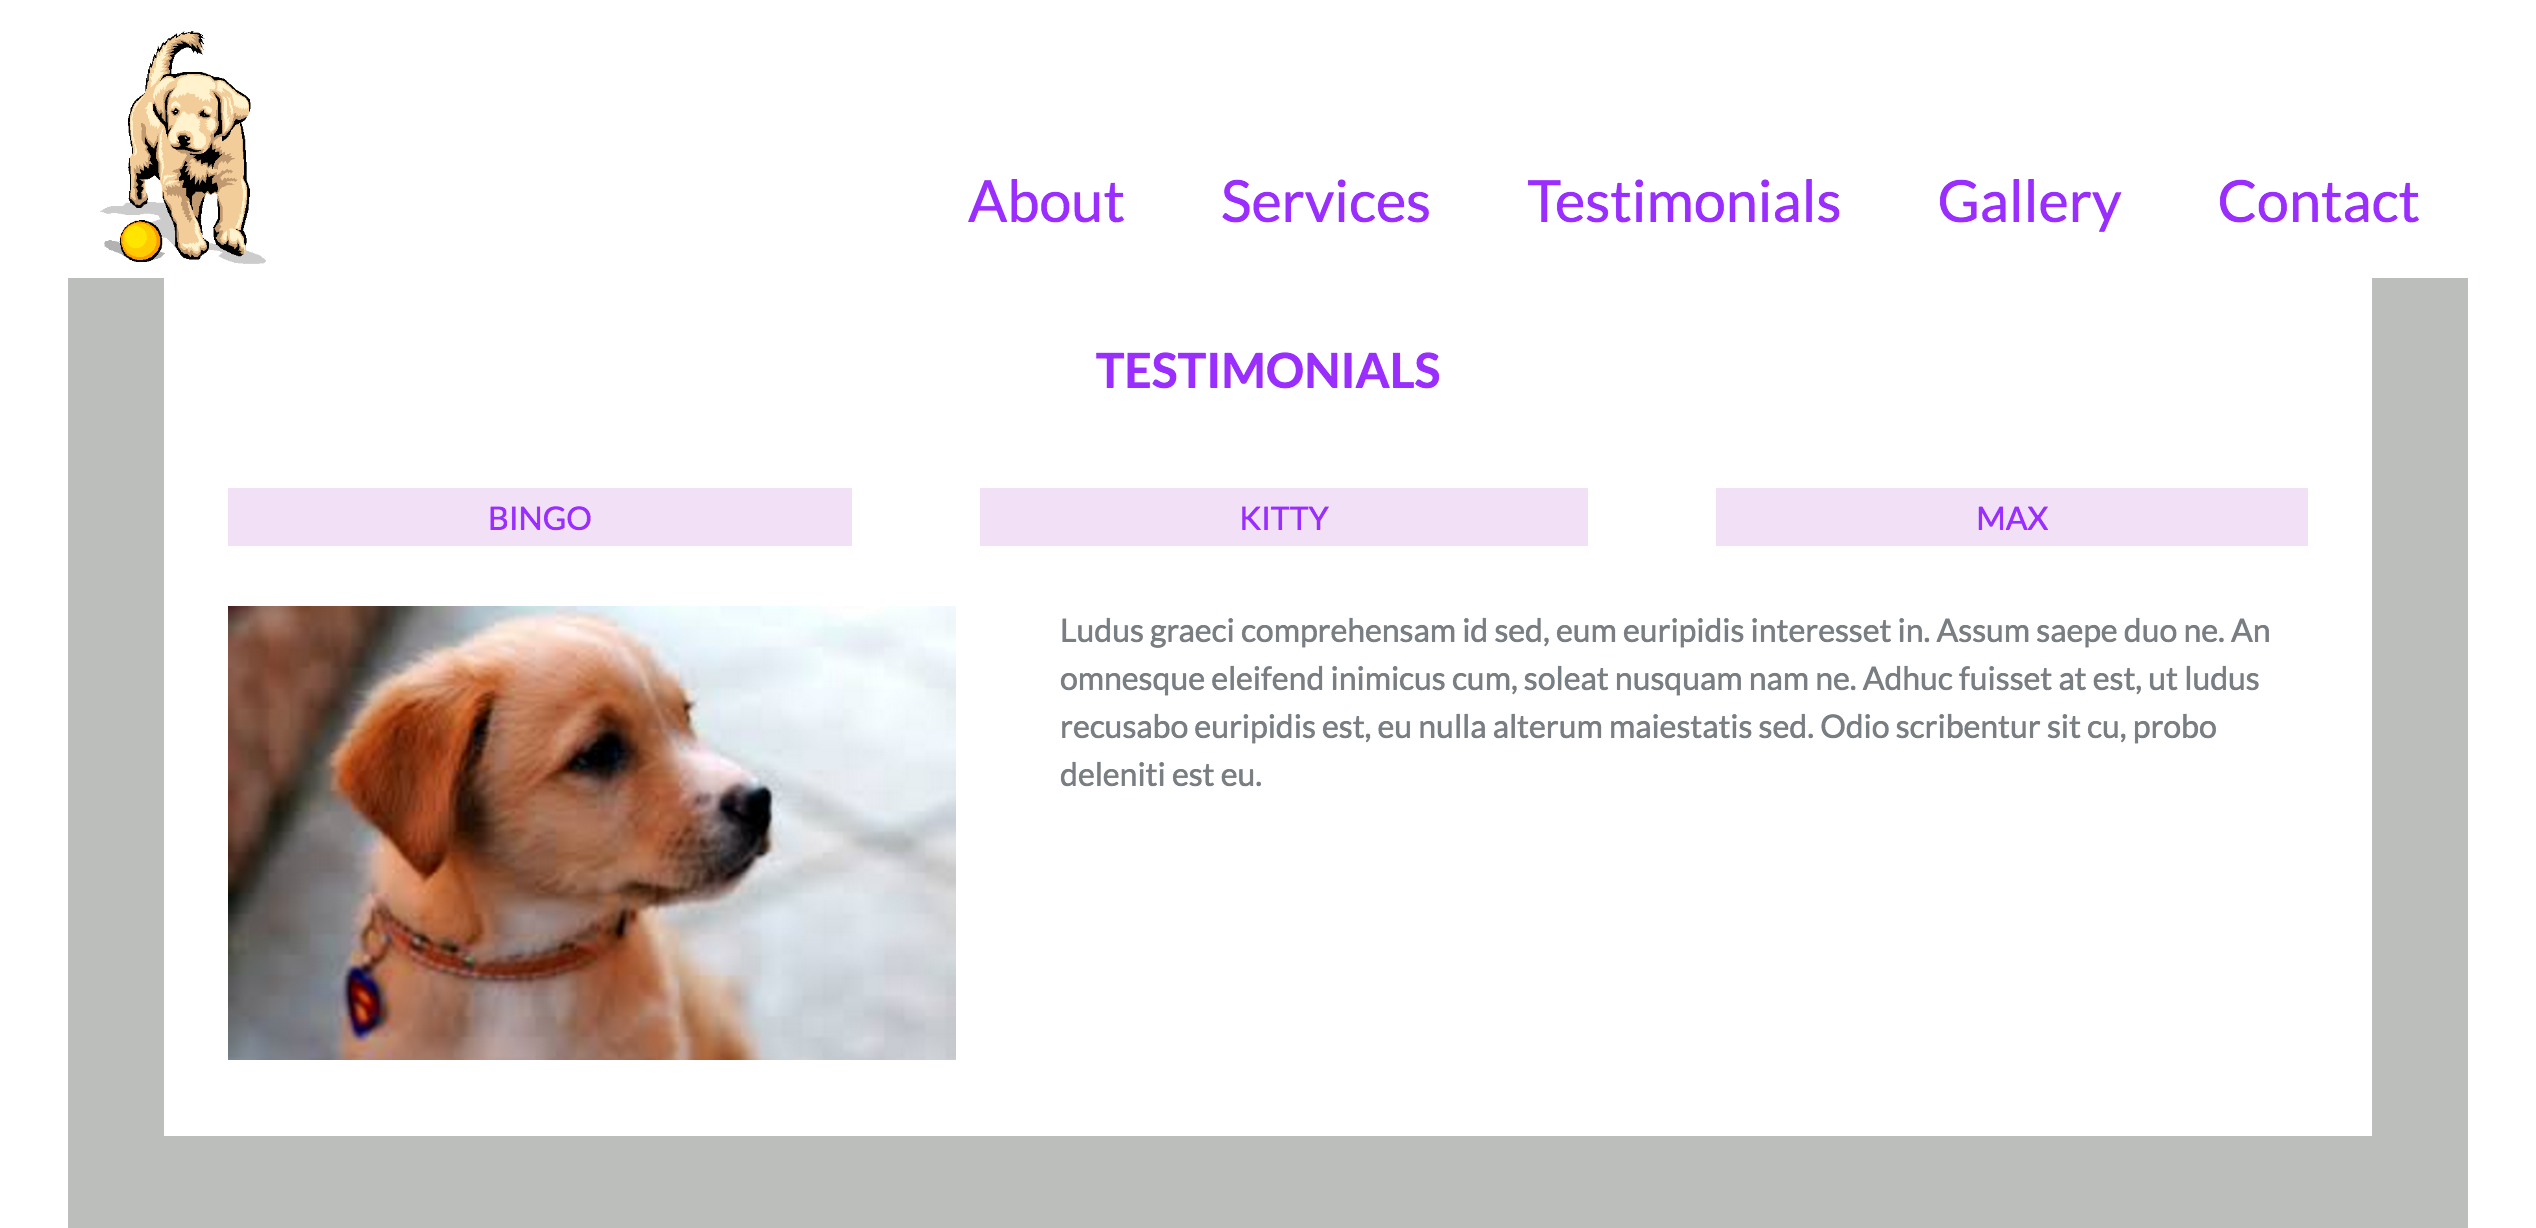 About Services Testimonials Gallery Contact
TESTIMONIALS
BINGO KITTY MAX
Ludus graeci comprehensam id sed, eum euripidis interesset in. Assum saepe duo ne. An
omnesque eleifend inimicus cum, soleat nusquam nam ne. Adhuc fuisset at est, ut ludus
recusabo euripidis est, eu nulla alterum maiestatis sed. Odio scribentur sit cu, probo
deleniti est eu.